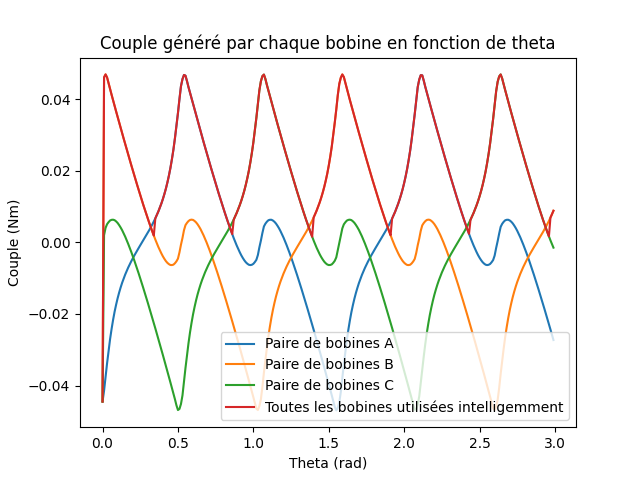 Couple généré par chaque bobine en fonction de theta
Couple (Nm)
0.04
0.02
0.00
−0.02
−0.04
Paire de bobines A
Paire de bobines B
Paire de bobines C
Toutes les bobines utilisées intelligemment
0.0 0.5 1.0 1.5 2.0 2.5 3.0
Theta (rad)